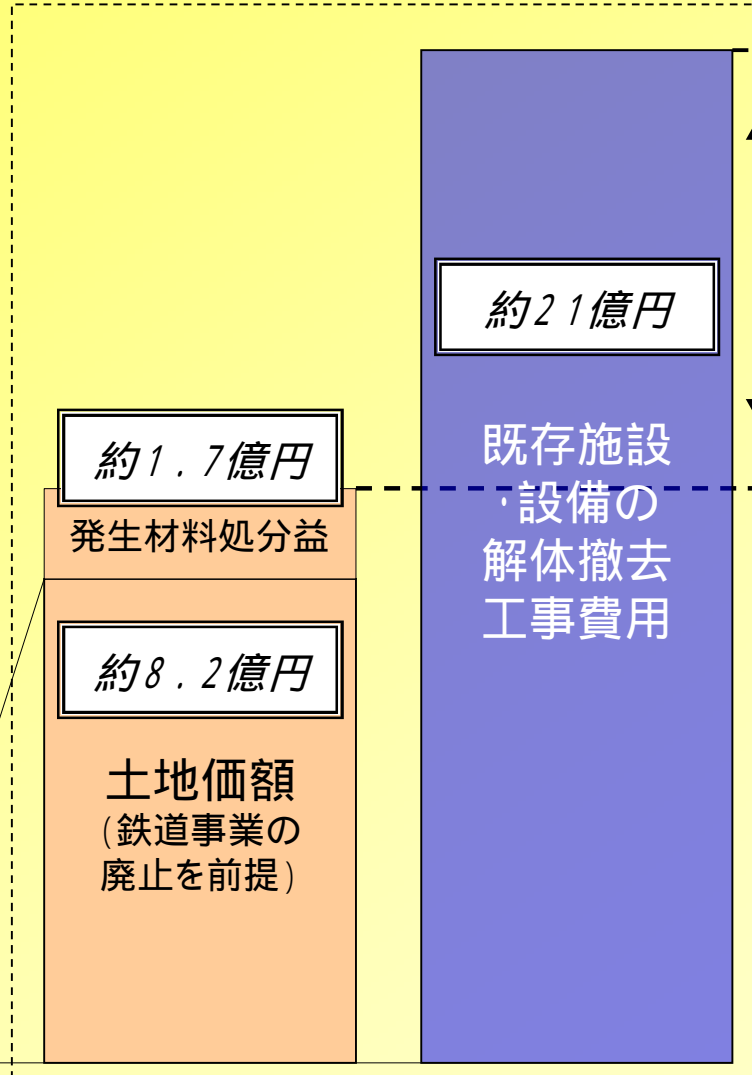 約21億円
既存施設
・設備の
解体撤去
工事費用
約1.7億円
発生材料処分益
約8.2億円
土地価額
(鉄道事業の
廃止を前提)